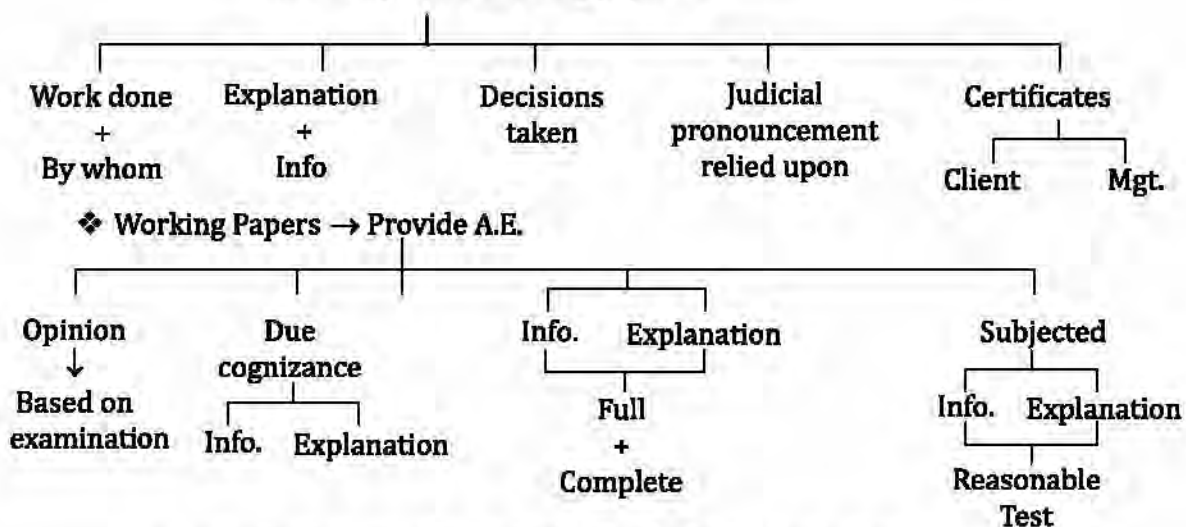 Work done Explanation Decisions Judicial Certificates
+ + taken pronouncement
By whom Info relied upon Client Mgt.
❖ Working Papers → Provide A.E.
Opinion Due Info. Explanation Subjected
↓ cognizance
Based on Full Info. Explanation
examination Info. Explanation +
Complete Reasonable
Test